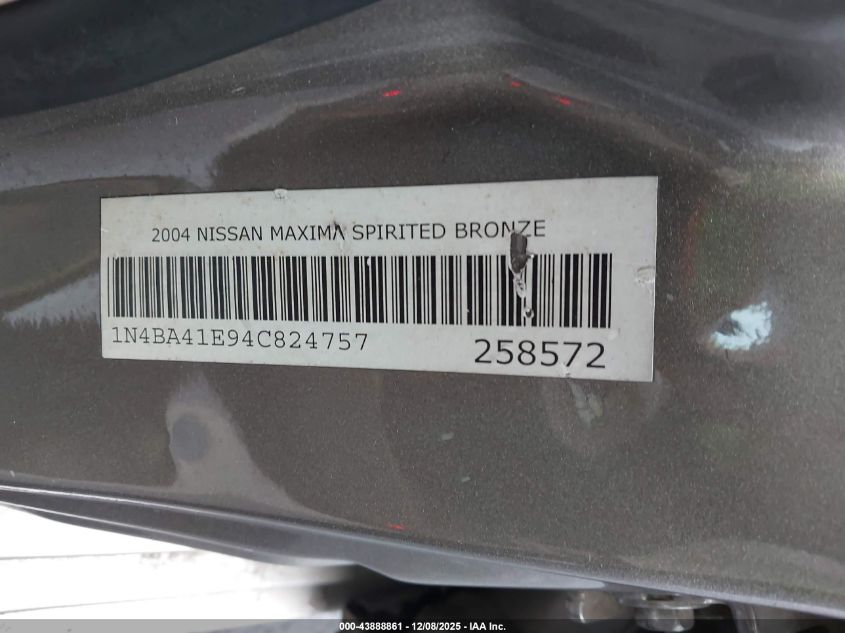 2004 NISSAN MAXIMA SPIRITED BRONZE
1N4BA41E94C824757
258572
000-43888861 | 12/08/2025 | IAA Inc.